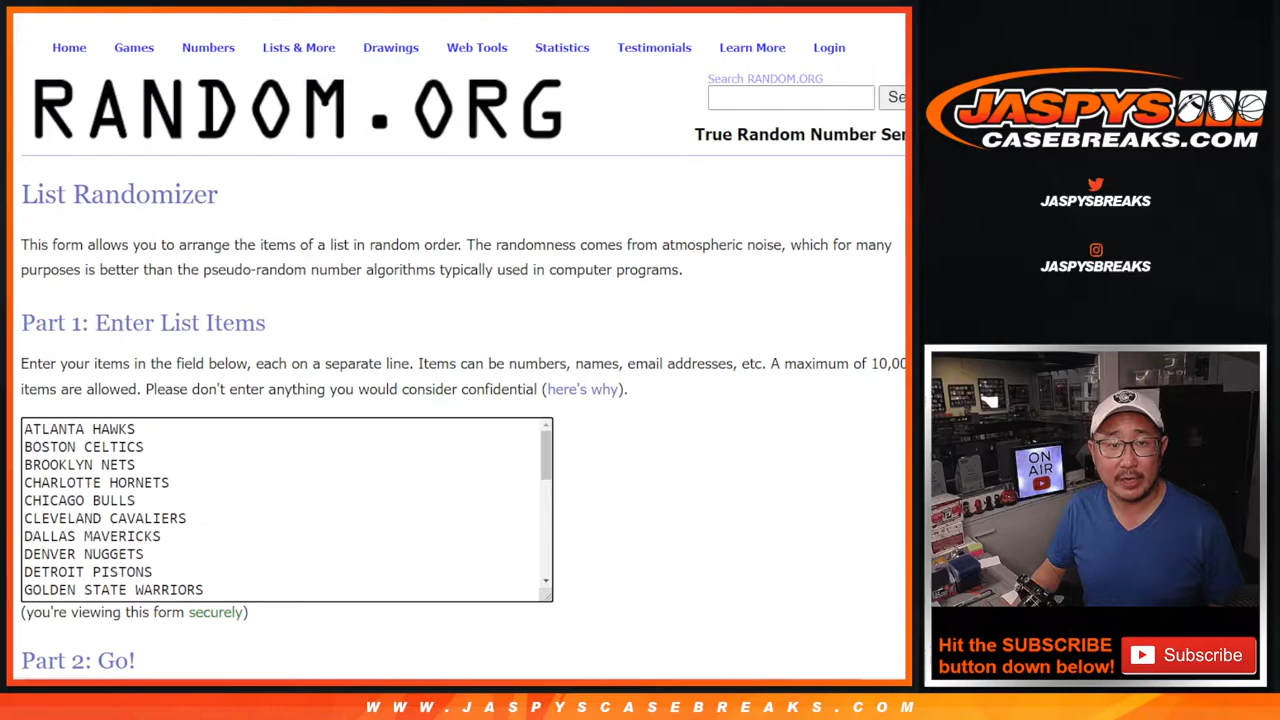 Home Games Numbers Lists & More Drawings Web Tools Statistics Testimonials Learn More Login
RANDOM.ORG
Search RANDOM.ORG
Se
True Random Number Ser
List Randomizer
This form allows you to arrange the items of a list in random order. The randomness comes from atmospheric noise, which for many
purposes is better than the pseudo-random number algorithms typically used in computer programs.
Part 1: Enter List Items
Enter your items in the field below, each on a separate line. Items can be numbers, names, email addresses, etc. A maximum of 10,00
items are allowed. Please don't enter anything you would consider confidential (here's why).
ATLANTA HAWKS
BOSTON CELTICS
BROOKLYN NETS
CHARLOTTE HORNETS
CHICAGO BULLS
CLEVELAND CAVALIERS
DALLAS MAVERICKS
DENVER NUGGETS
DETROIT PISTONS
GOLDEN STATE WARRIORS
(you're viewing this form securely)
Part 2: Go!
JASPYS
CASEBREAKS.COM
JASPYSBREAKS
JASPYSBREAKS
ON
AIR
Hit the SUBSCRIBE
button down below!
Subscribe
WWW.JASPYSCASEBREAKS.COM